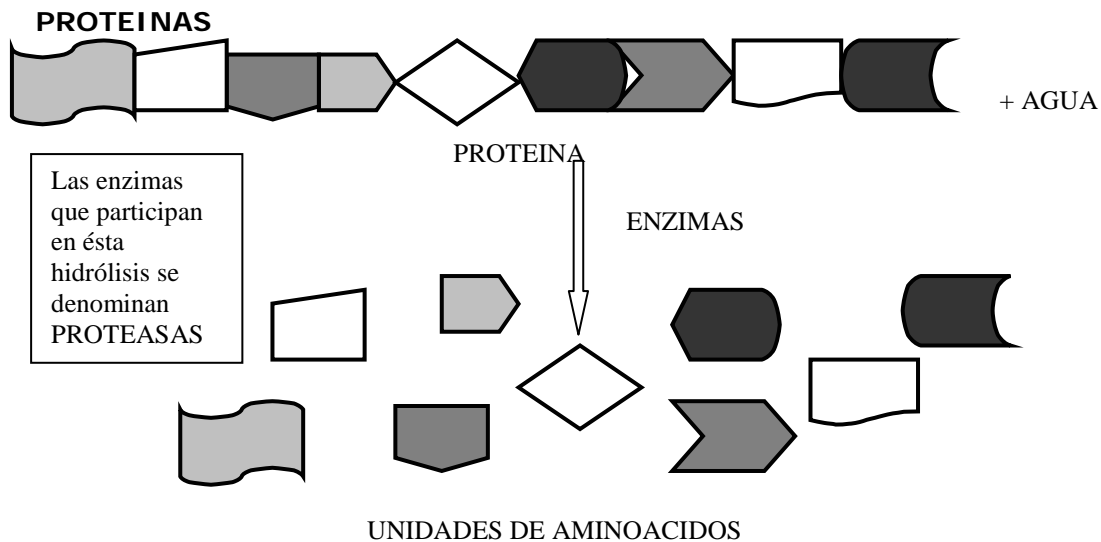 PROTEINAS
+ AGUA
PROTEINA
Las enzimas
que participan
en ésta
hidrólisis se
denominan
PROTEASAS
ENZIMAS
UNIDADES DE AMINOACIDOS